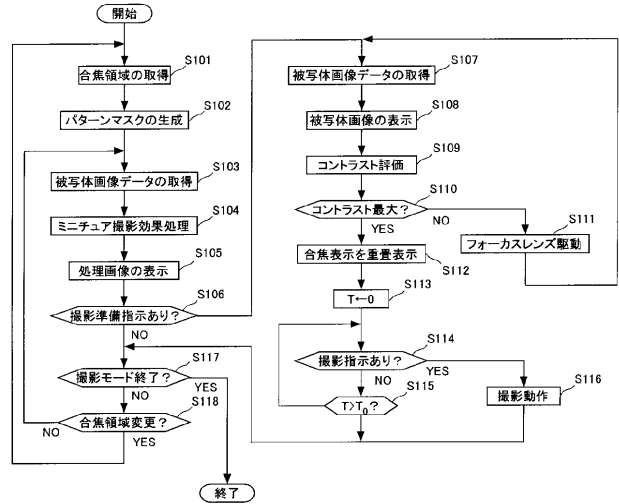 開始
S101
合焦領域の取得
S102
パターンマスクの生成
S103
被写体画像データの取得
S104
ミニチュア撮影効果処理
S105
処理画像の表示
S106
撮影準備指示あり?
NO
S117
撮影モード終了?
YES
NO
S118
合焦領域変更?
NO
YES
終了
S107
被写体画像データの取得
S108
被写体画像の表示
S109
コントラスト評価
S110
コントラスト最大?
NO
YES
S111
フォーカスレンズ駆動
合焦表示を重畳表示
S112
S113
T←0
S114
撮影指示あり?
YES
NO
S115
T>T0?
S116
撮影動作